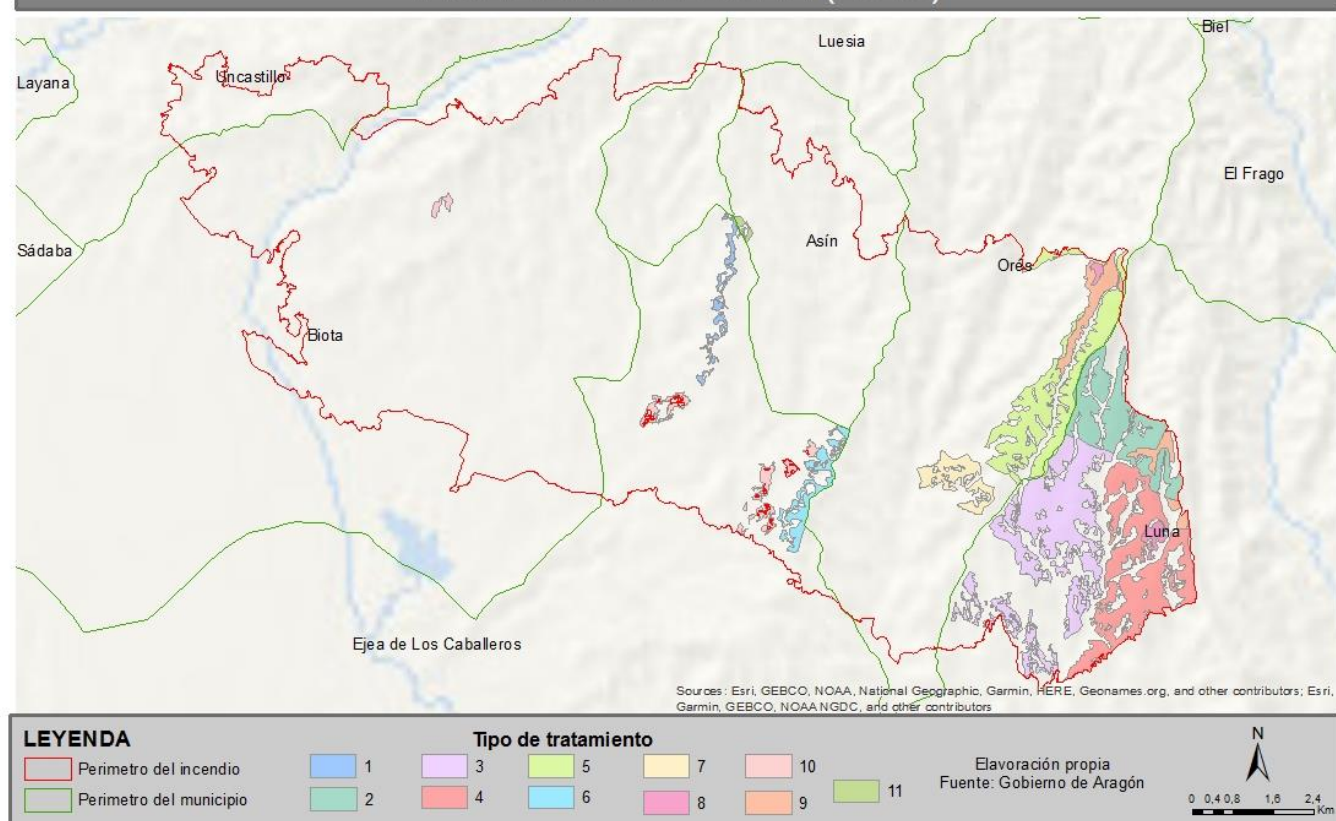 Biel
Luesia
Layana
Uncastillo
El Frago
Asín
Sádaba
Orés
Biota
Luna
Ejea de Los Caballeros
Sources: Esri, GEBCO, NOAA, National Geographic, Garmin, HERE, Geonames.org, and other contributors; Esri,
Garmin, GEBCO, NOAA NGDC, and other contributors
LEYENDA
Tipo de tratamiento
N
Perimetro del incendio
1
3
5
7
10
Elavoración propia
Fuente: Gobierno de Aragón
Perimetro del municipio
2
4
6
8
9
11
0 0,4 0,8 1,6 2,4
Km